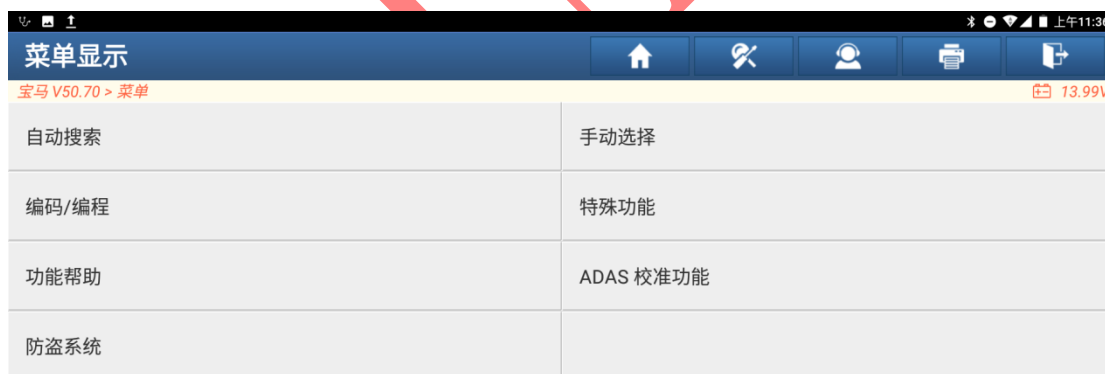 上午11:36
菜单显示
宝马 V50.70 > 菜单
13.99V
自动搜索
手动选择
编码/编程
特殊功能
功能帮助
ADAS 校准功能
防盗系统